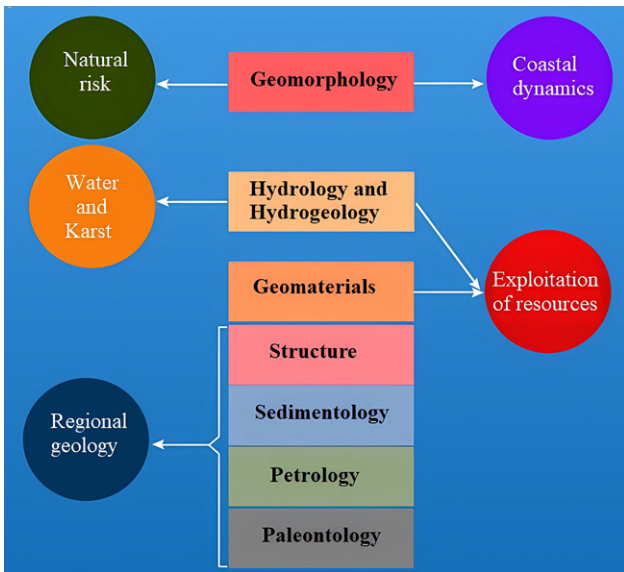 Natural
risk
Geomorphology
Coastal
dynamics
Water
and
Karst
Hydrology and
Hydrogeology
Geomaterials
Exploitation
of resources
Structure
Sedimentology
Regional
geology
Petrology
Paleontology